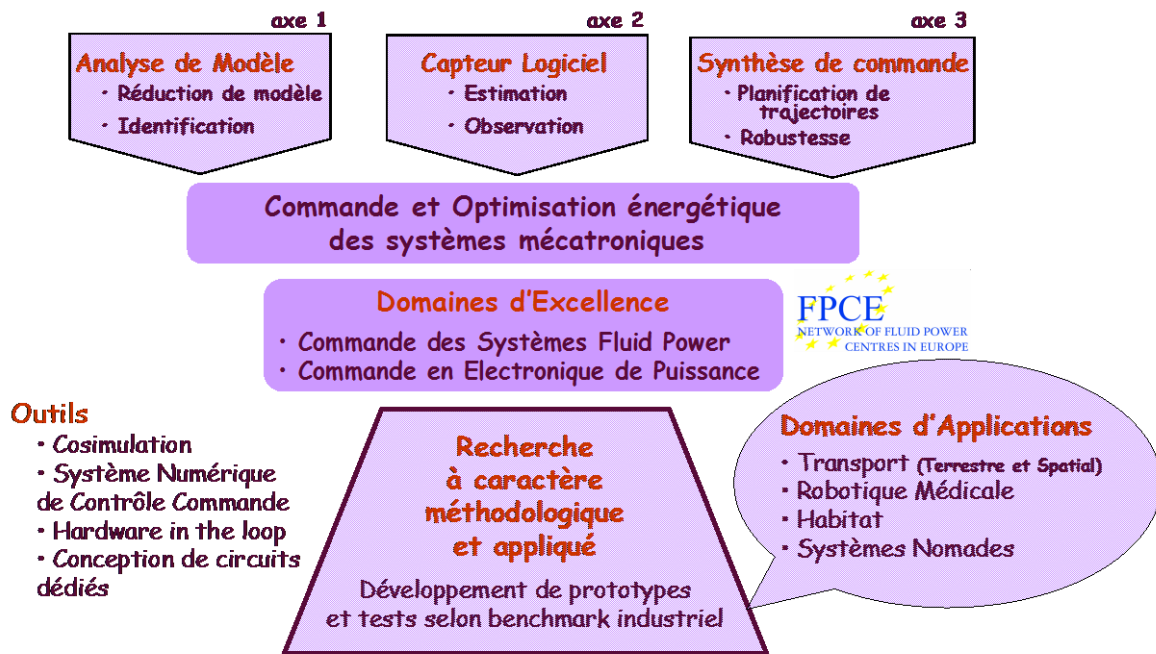 axe 1
Analyse de Modèle
• Réduction de modèle
• Identification
axe 2
Capteur Logiciel
• Estimation
• Observation
axe 3
Synthèse de commande
• Planification de
trajectoires
• Robustesse
Commande et Optimisation énergétique
des systèmes mécatroniques
Domaines d'Excellence
• Commande des Systèmes Fluid Power
• Commande en Electronique de Puissance
FPCE
NETWORK OF FLUID POWER
CENTRES IN EUROPE
Outils
• Cosimulation
• Système Numérique
de Contrôle Commande
• Hardware in the loop
• Conception de circuits
dédiés
Recherche
à caractère
méthodologique
et appliqué
Développement de prototypes
et tests selon benchmark industriel
Domaines d'Applications
• Transport (Terrestre et Spatial)
• Robotique Médicale
• Habitat
• Systèmes Nomades